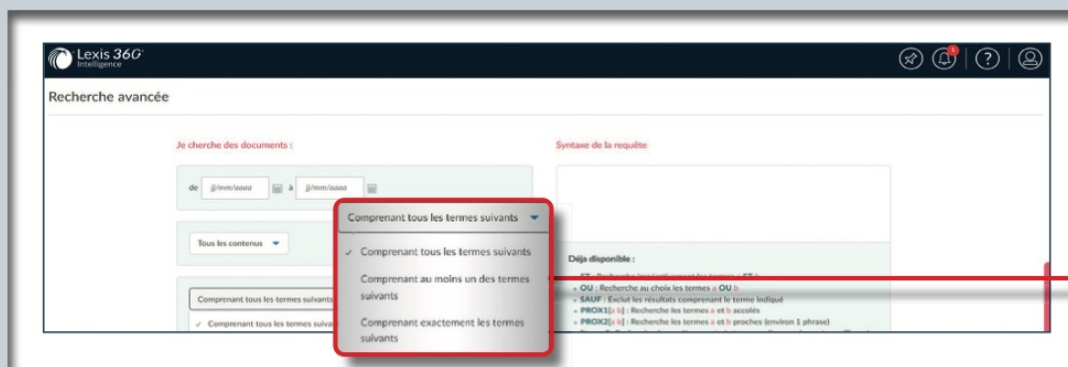 Lexis 36G
Intelligence
Recherche avancée
Je cherche des documents :
de jj/mm/aaaa à jj/mm/aaaa
Tous les contenus
Comprenant tous les termes suivants
✓ Comprenant tous les termes suiva
Comprenant tous les termes suivants
✓ Comprenant tous les termes suivants
Comprenant au moins un des termes
suivants
Comprenant exactement les termes
suivants
Syntaxe de la requête
Déja disponible :
• OU : Recherche au choix les termes a OU b
• SAUF : Exclut les résultats comprenant le terme indiqué
• PROX1[a b] : Recherche les termes a et b accolés
• PROX2[a b] : Recherche les termes a et b proches (environ 1 phrase)